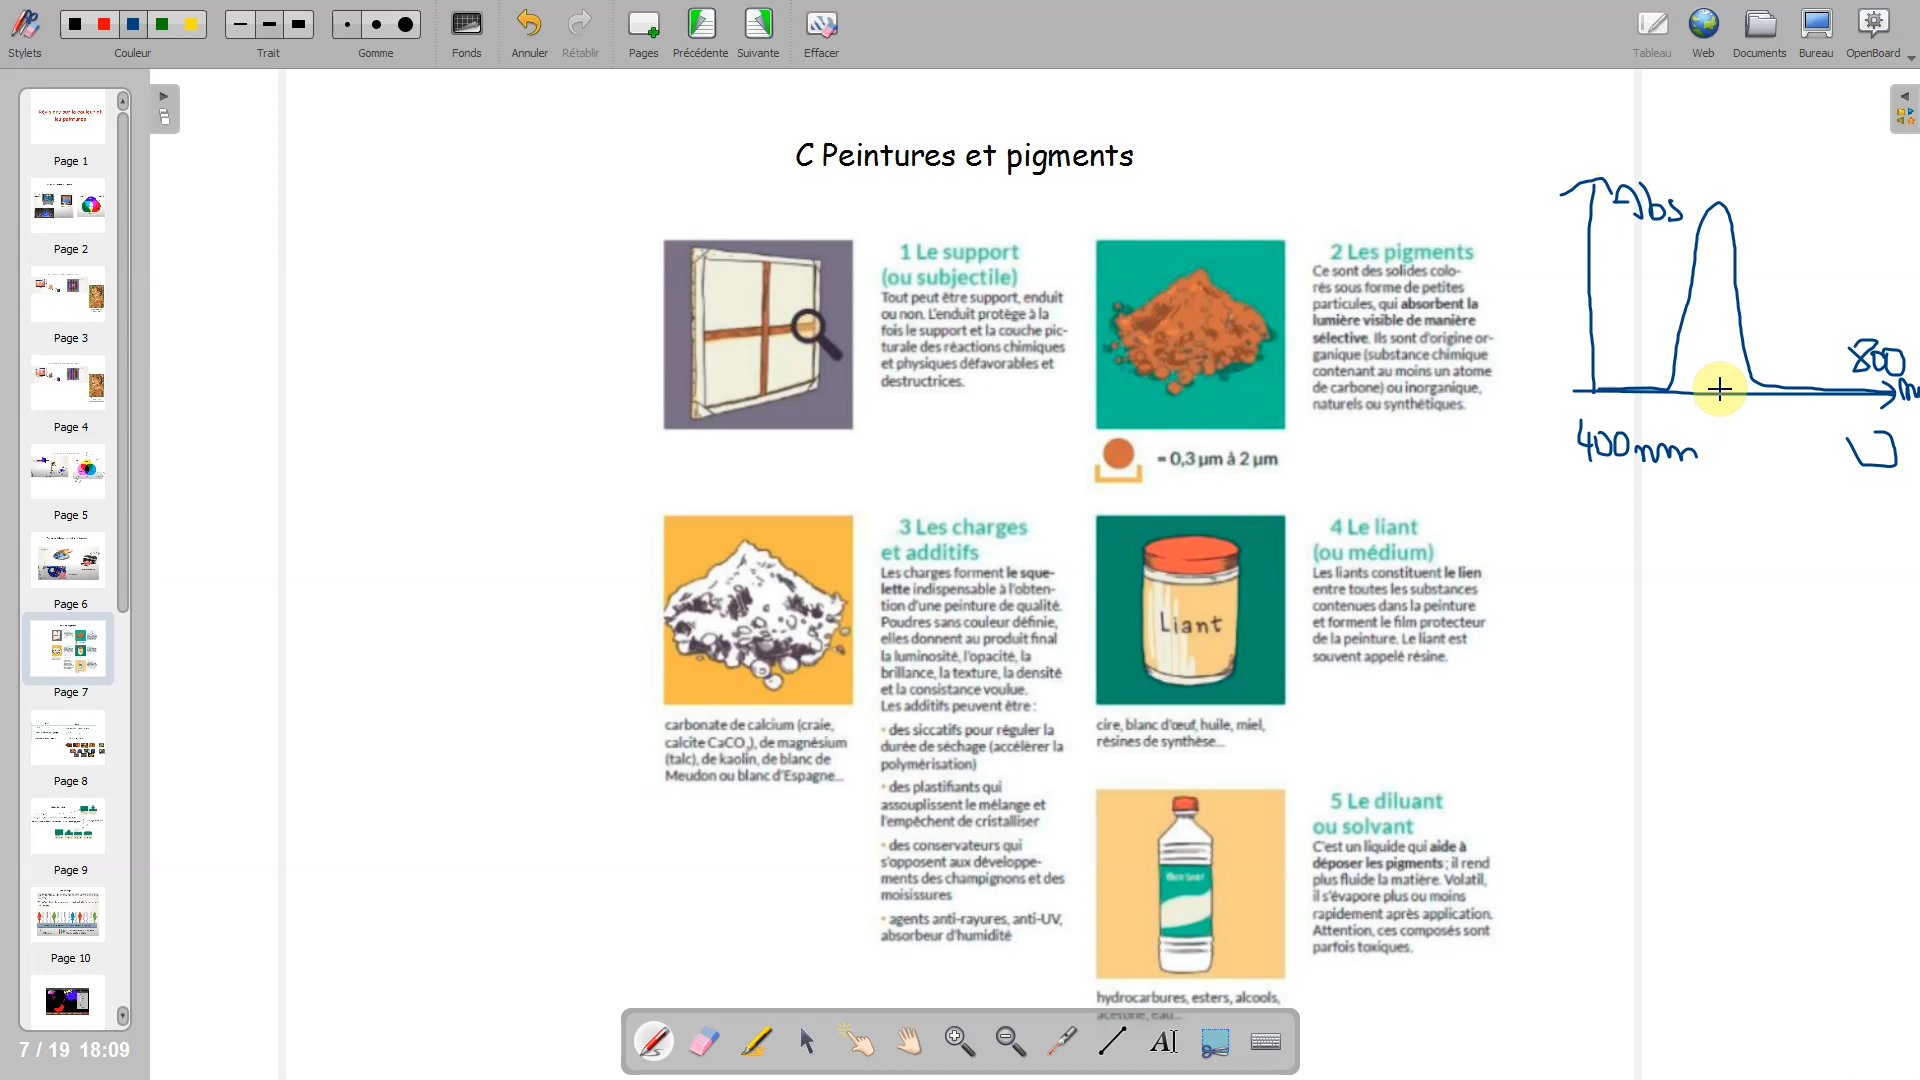 Stylets
Couleur
Trait
Gomme
Fonds
Annuler
Rétablir
Pages
Précédente
Suivante
Effacer
Tableau
Web
Documents
Bureau
OpenBoard
Page 1
Page 2
Page 3
Page 4
Page 5
Page 6
Page 7
Page 8
Page 9
Page 10
7 / 19 18:09
C Peintures et pigments
1 Le support
(ou subjectile)
Tout peut être support, enduit
ou non. L'enduit protège à la
fois le support et la couche pic-
turale des réactions chimiques
et physiques défavorables et
destructrices.
2 Les pigments
Ce sont des solides colo-
rés sous forme de petites
particules, qui absorbent la
lumière visible de manière
sélective. Ils sont d'origine or-
ganique (substance chimique
contenant au moins un atome
de carbone) ou inorganique,
naturels ou synthétiques.
= 0,3 µm à 2 µm
3 Les charges
et additifs
Les charges forment le sque-
lette indispensable à l'obten-
tion d'une peinture de qualité.
Poudres sans couleur définie,
elles donnent au produit final
la luminosité, l'opacité, la
brillance, la texture, la densité
et la consistance voulue.
Les additifs peuvent être :
• des siccatifs pour réguler la
durée de séchage (accélérer la
polymérisation)
• des plastifiants qui
assouplissent le mélange et
l'empêchent de cristalliser
• des conservateurs qui
s'opposent aux développe-
ments des champignons et des
moisissures
• agents anti-rayures, anti-UV,
absorbeur d'humidité
carbonate de calcium (craie,
calcite CaCO3), de magnésium
(talc), de kaolin, de blanc de
Meudon ou blanc d'Espagne...
Liant
4 Le liant
(ou médium)
Les liants constituent le lien
entre toutes les substances
contenues dans la peinture
et forment le film protecteur
de la peinture. Le liant est
souvent appelé résine.
cire, blanc d'œuf, huile, miel,
résines de synthèse...
5 Le diluant
ou solvant
C'est un liquide qui aide à
déposer les pigments ; il rend
plus fluide la matière. Volatil,
il s'évapore plus ou moins
rapidement après application.
Attention, ces composés sont
parfois toxiques.
hydrocarbures, esters, alcools,
acétone, eau...
Abs
800
400nm